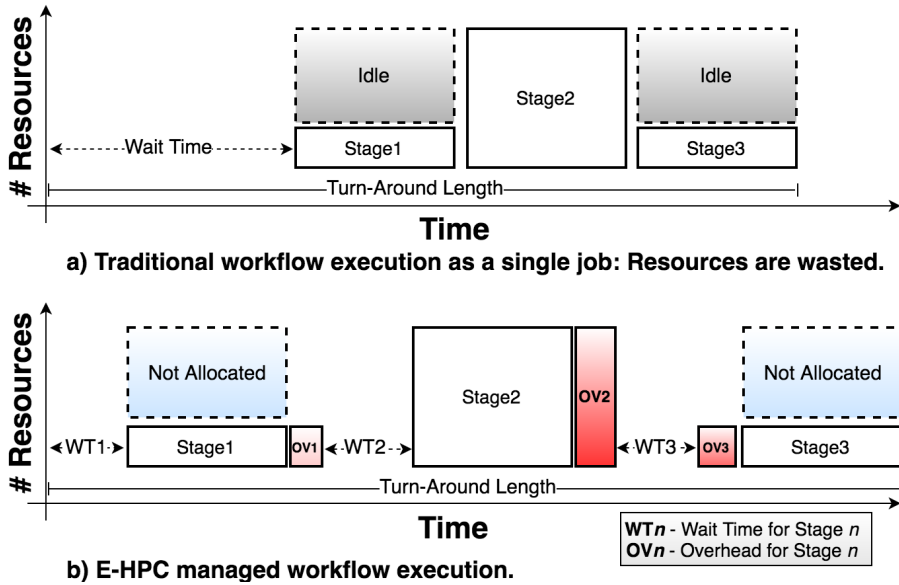 # Resources
Idle
Idle
Stage2
Wait Time
Stage1
Stage3
Turn-Around Length
Time
a) Traditional workflow execution as a single job: Resources are wasted.
# Resources
Not Allocated
Not Allocated
Stage2
OV2
WT1
Stage1
OV1
WT2
WT3
OV3
Stage3
Turn-Around Length
Time
WTn - Wait Time for Stage n
OVn - Overhead for Stage n
b) E-HPC managed workflow execution.